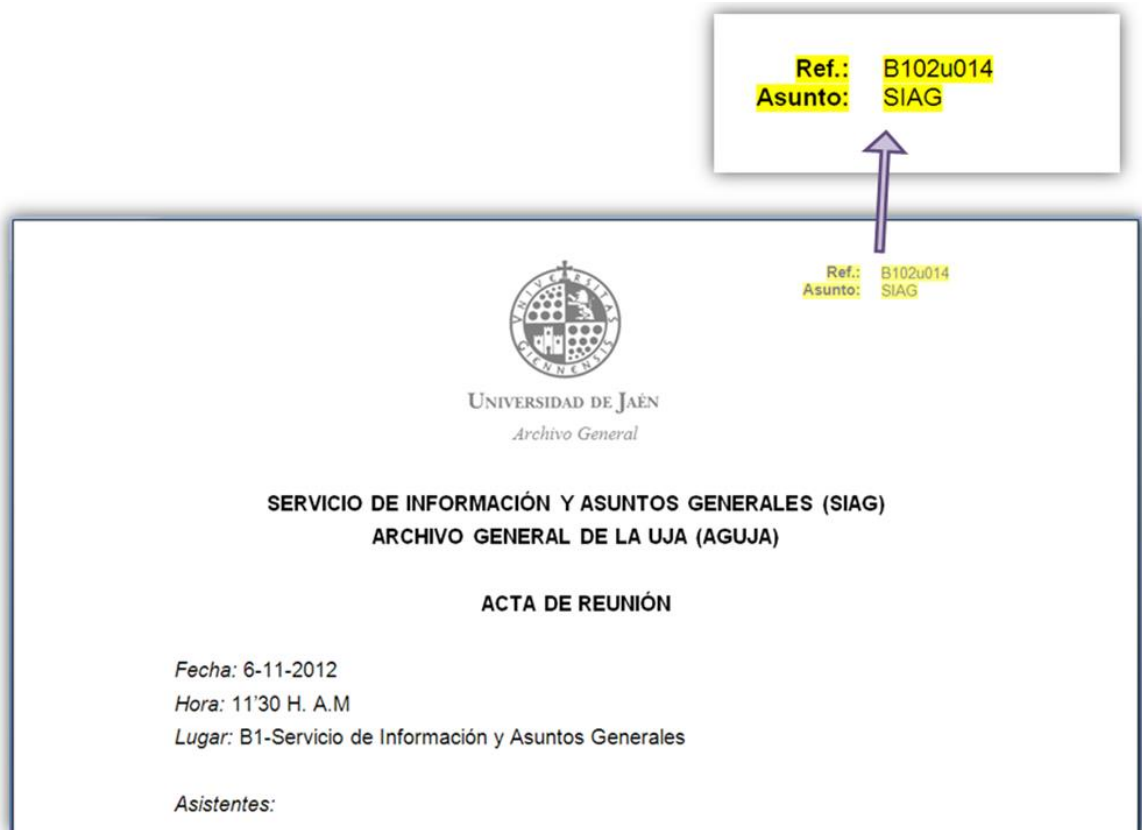 Ref.: B102u014
Asunto: SIAG
Ref.: B102u014
Asunto: SIAG
VNIVERSITAS GIENNENSIS
UNIVERSIDAD DE JAÉN
Archivo General
SERVICIO DE INFORMACIÓN Y ASUNTOS GENERALES (SIAG)
ARCHIVO GENERAL DE LA UJA (AGUJA)
ACTA DE REUNIÓN
Fecha: 6-11-2012
Hora: 11'30 H. A.M
Lugar: B1-Servicio de Información y Asuntos Generales
Asistentes: